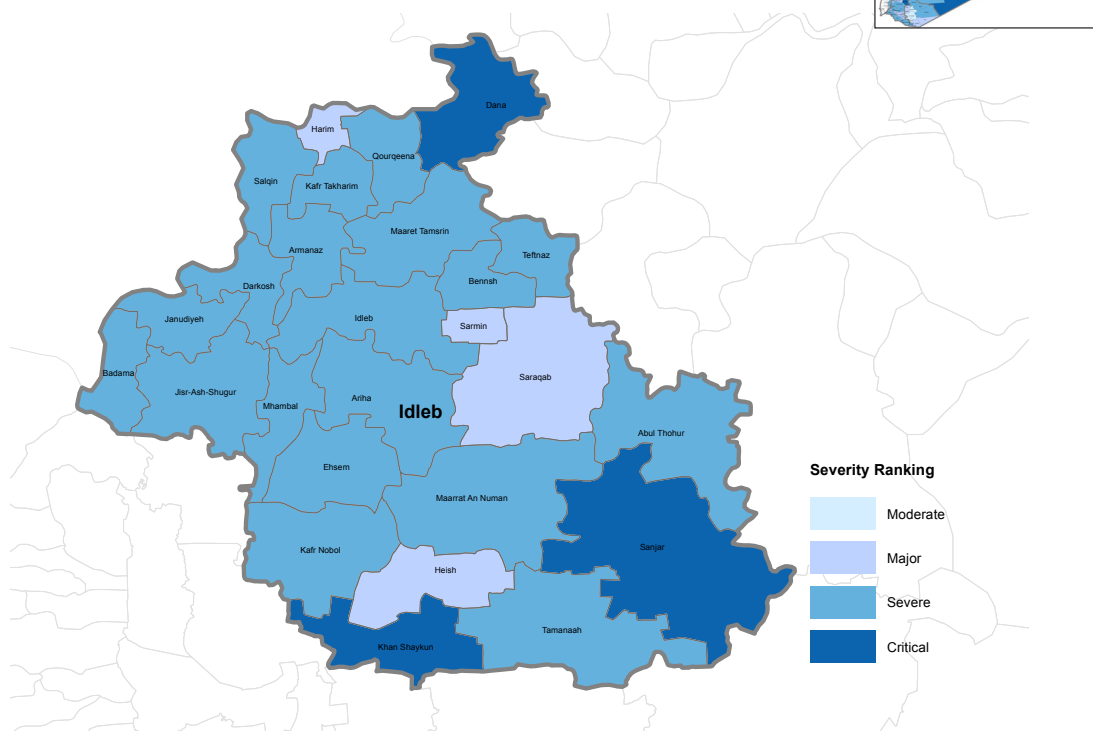 Dana
Harim
Qourqeena
Salqin
Kafr Takharim
Maaret Tamsrin
Armanaz
Teftnaz
Bennsh
Darkosh
Janudiyeh
Idleb
Sarmin
Badama
Saraqab
Jisr-Ash-Shugur
Mhambal
Ariha
Idleb
Abul Thohur
Ehsem
Severity Ranking
Maarrat An Numan
Moderate
Kafr Nobol
Sanjar
Major
Heish
Severe
Tamanaah
Khan Shaykun
Critical